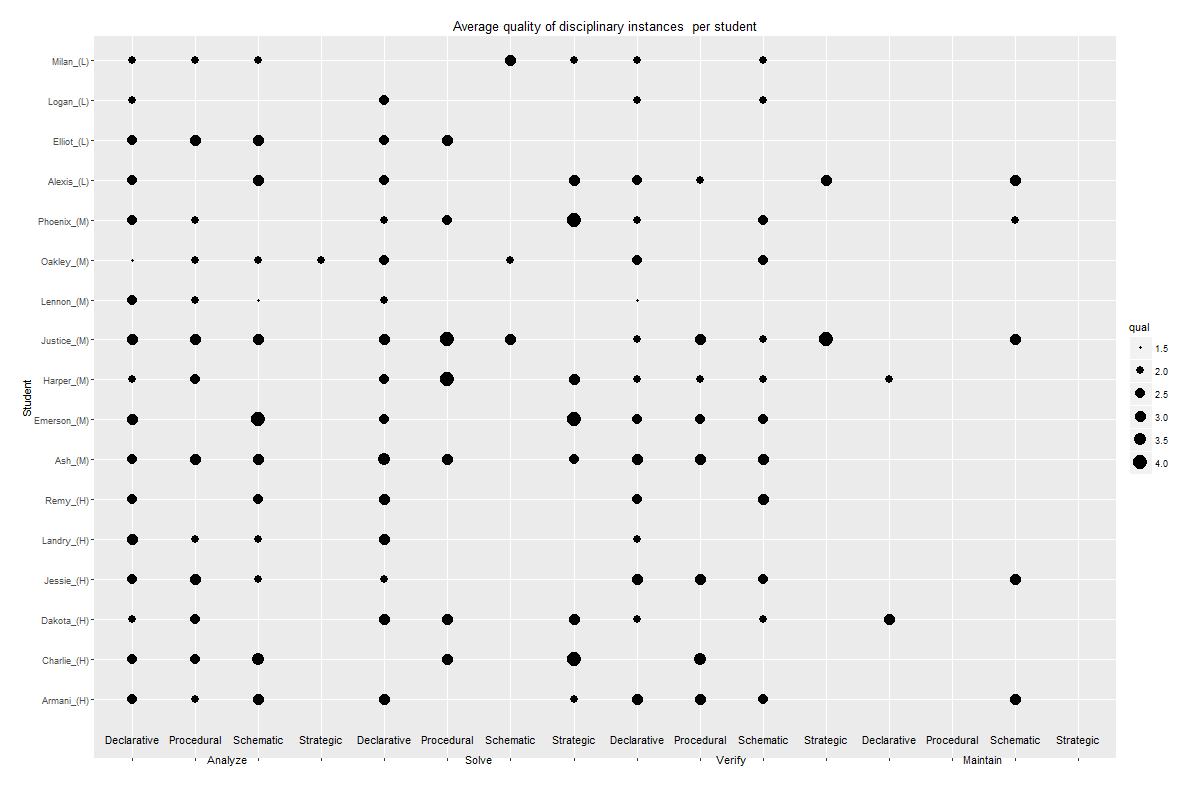 Average quality of disciplinary instances  per student
Student
Milan_(L)
Logan_(L)
Elliot_(L)
Alexis_(L)
Phoenix_(M)
Oakley_(M)
Lennon_(M)
Justice_(M)
Harper_(M)
Emerson_(M)
Ash_(M)
Remy_(H)
Landry_(H)
Jessie_(H)
Dakota_(H)
Charlie_(H)
Armani_(H)
Declarative Procedural Schematic Strategic Declarative Procedural Schematic Strategic Declarative Procedural Schematic Strategic Declarative Procedural Schematic Strategic
Analyze Solve Verify Maintain
qual
1.5
2.0
2.5
3.0
3.5
4.0